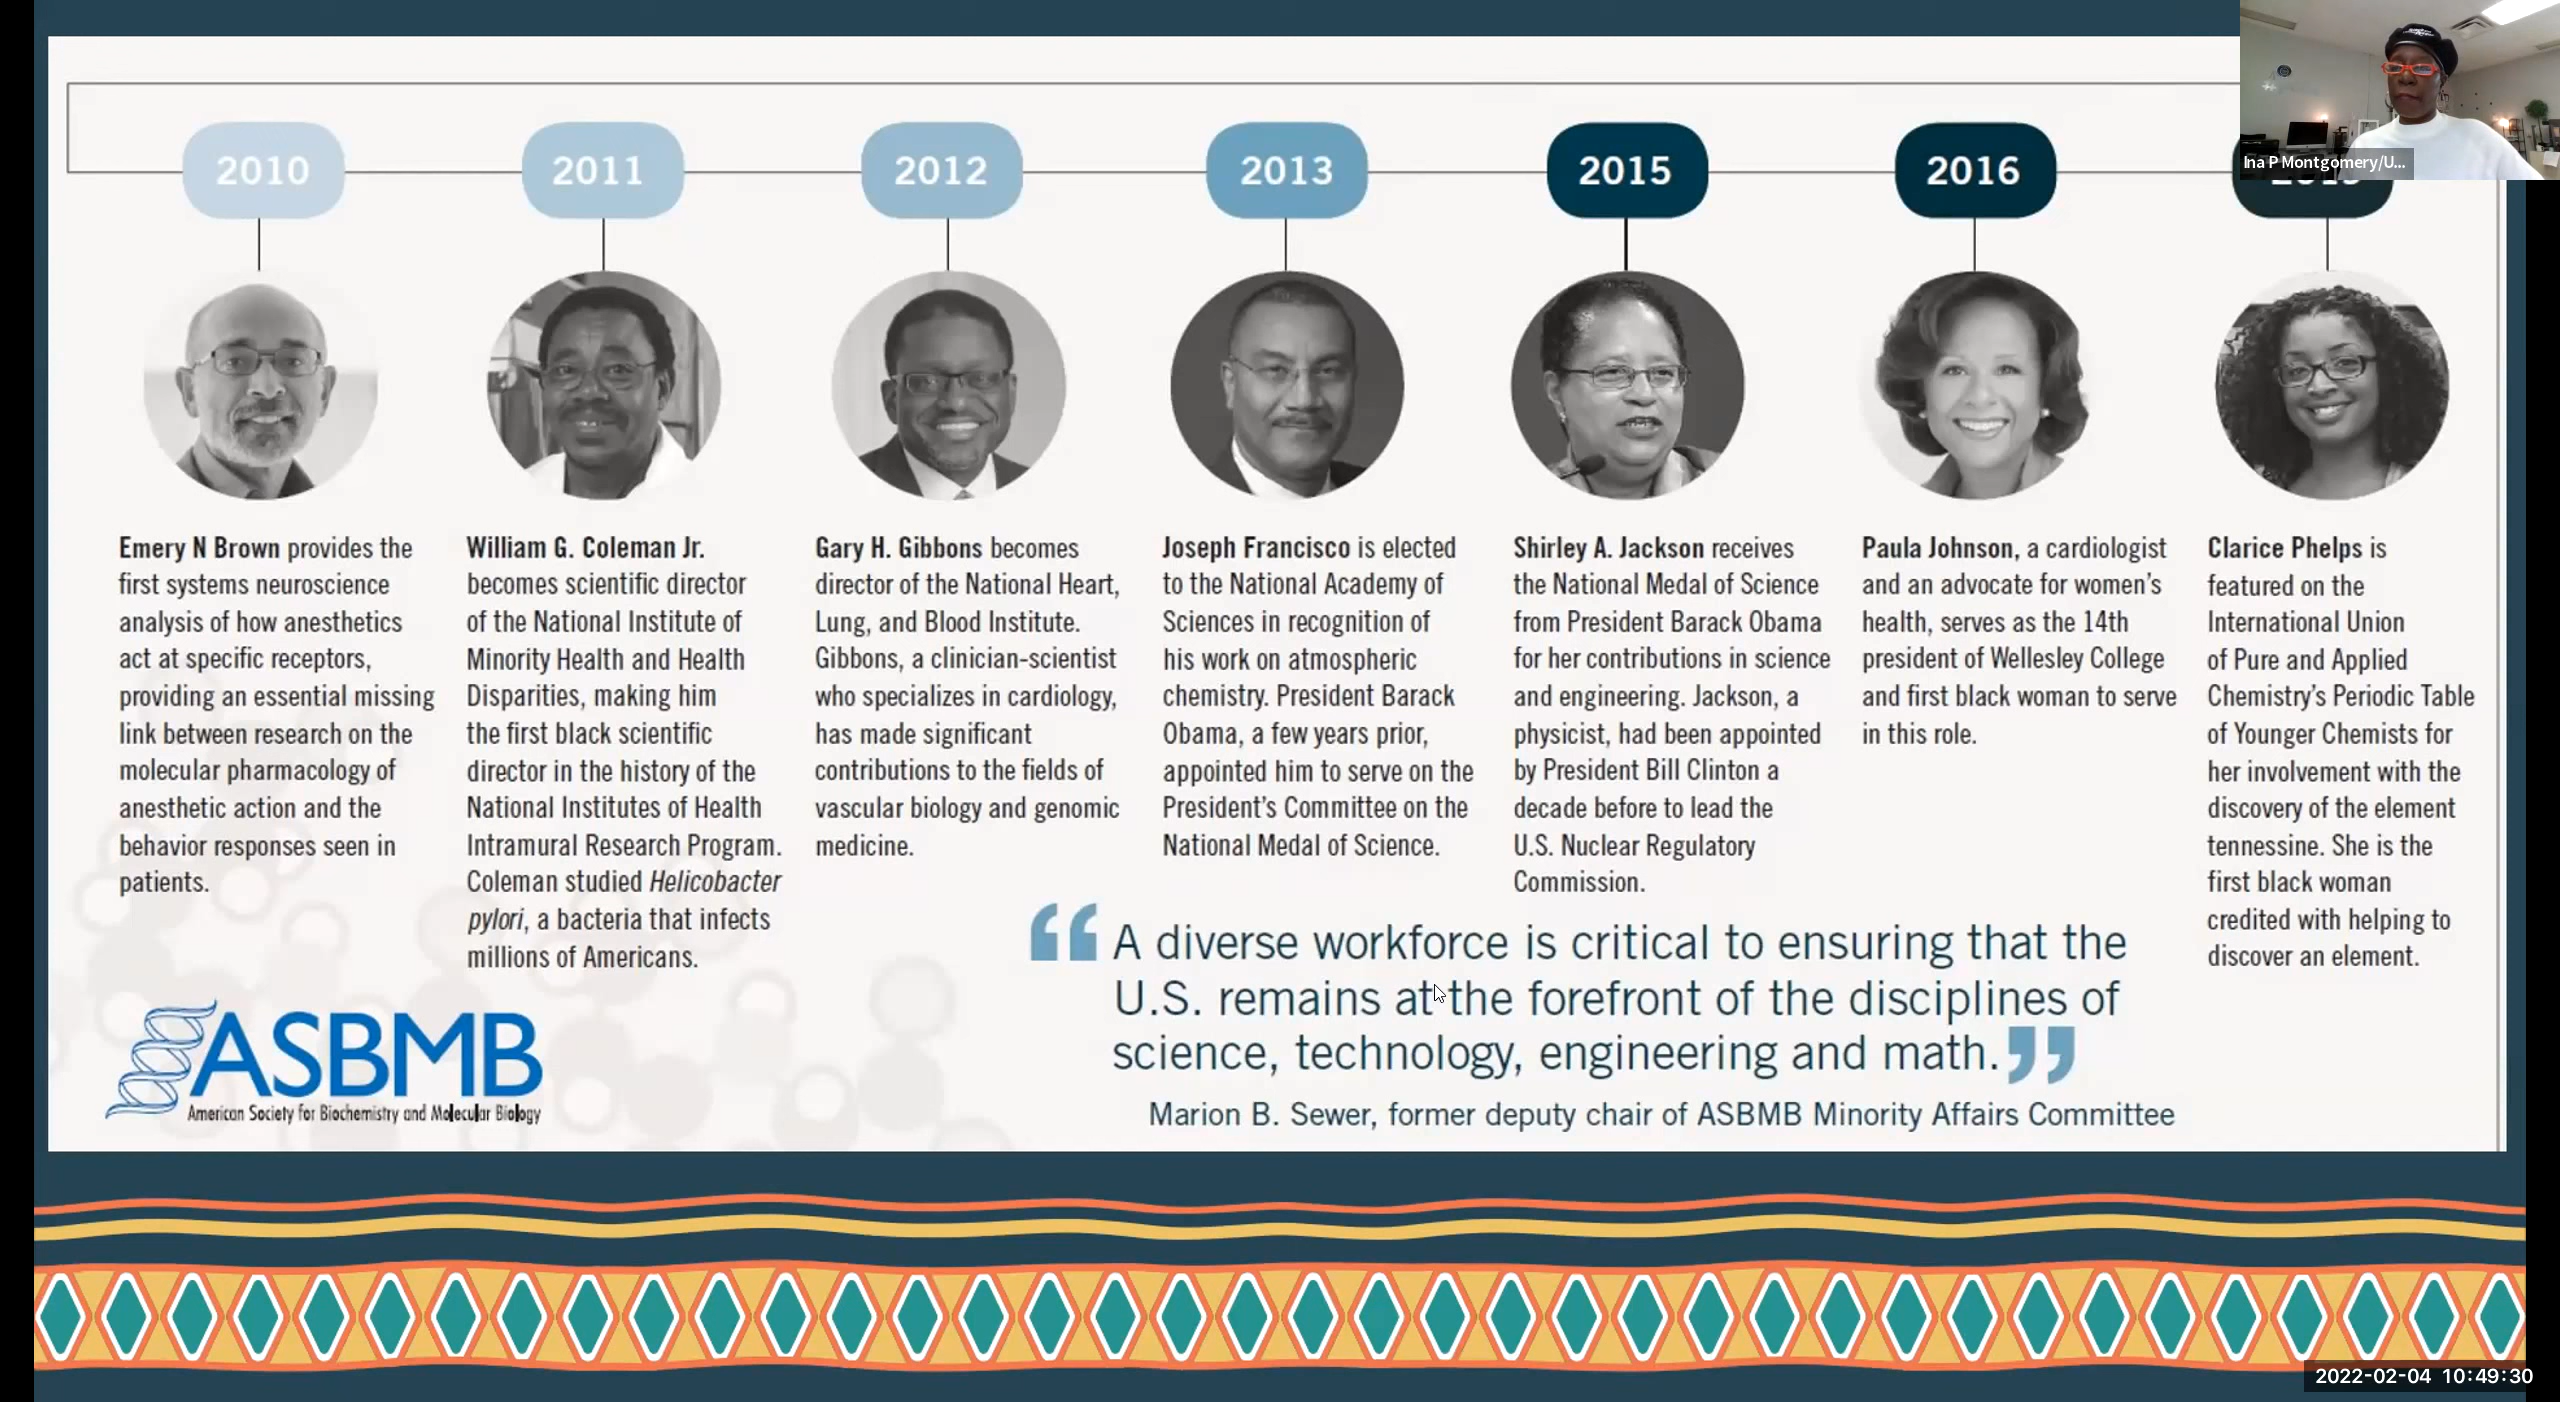 2010
2011
2012
2013
2015
2016
Ina P Montgomery/U...
Emery N Brown provides the
first systems neuroscience
analysis of how anesthetics
act at specific receptors,
providing an essential missing
link between research on the
molecular pharmacology of
anesthetic action and the
behavior responses seen in
patients.
William G. Coleman Jr.
becomes scientific director
of the National Institute of
Minority Health and Health
Disparities, making him
the first black scientific
director in the history of the
National Institutes of Health
Intramural Research Program.
Coleman studied Helicobacter
pylori, a bacteria that infects
millions of Americans.
Gary H. Gibbons becomes
director of the National Heart,
Lung, and Blood Institute.
Gibbons, a clinician-scientist
who specializes in cardiology,
has made significant
contributions to the fields of
vascular biology and genomic
medicine.
Joseph Francisco is elected
to the National Academy of
Sciences in recognition of
his work on atmospheric
chemistry. President Barack
Obama, a few years prior,
appointed him to serve on the
President's Committee on the
National Medal of Science.
Shirley A. Jackson receives
the National Medal of Science
from President Barack Obama
for her contributions in science
and engineering. Jackson, a
physicist, had been appointed
by President Bill Clinton a
decade before to lead the
U.S. Nuclear Regulatory
Commission.
Paula Johnson, a cardiologist
and an advocate for women's
health, serves as the 14th
president of Wellesley College
and first black woman to serve
in this role.
Clarice Phelps is
featured on the
International Union
of Pure and Applied
Chemistry's Periodic Table
of Younger Chemists for
her involvement with the
discovery of the element
tennessine. She is the
first black woman
credited with helping to
discover an element.
“A diverse workforce is critical to ensuring that the
U.S. remains at the forefront of the disciplines of
science, technology, engineering and math.”
Marion B. Sewer, former deputy chair of ASBMB Minority Affairs Committee
ASBMB
American Society for Biochemistry and Molecular Biology
2022-02-04 10:49:30